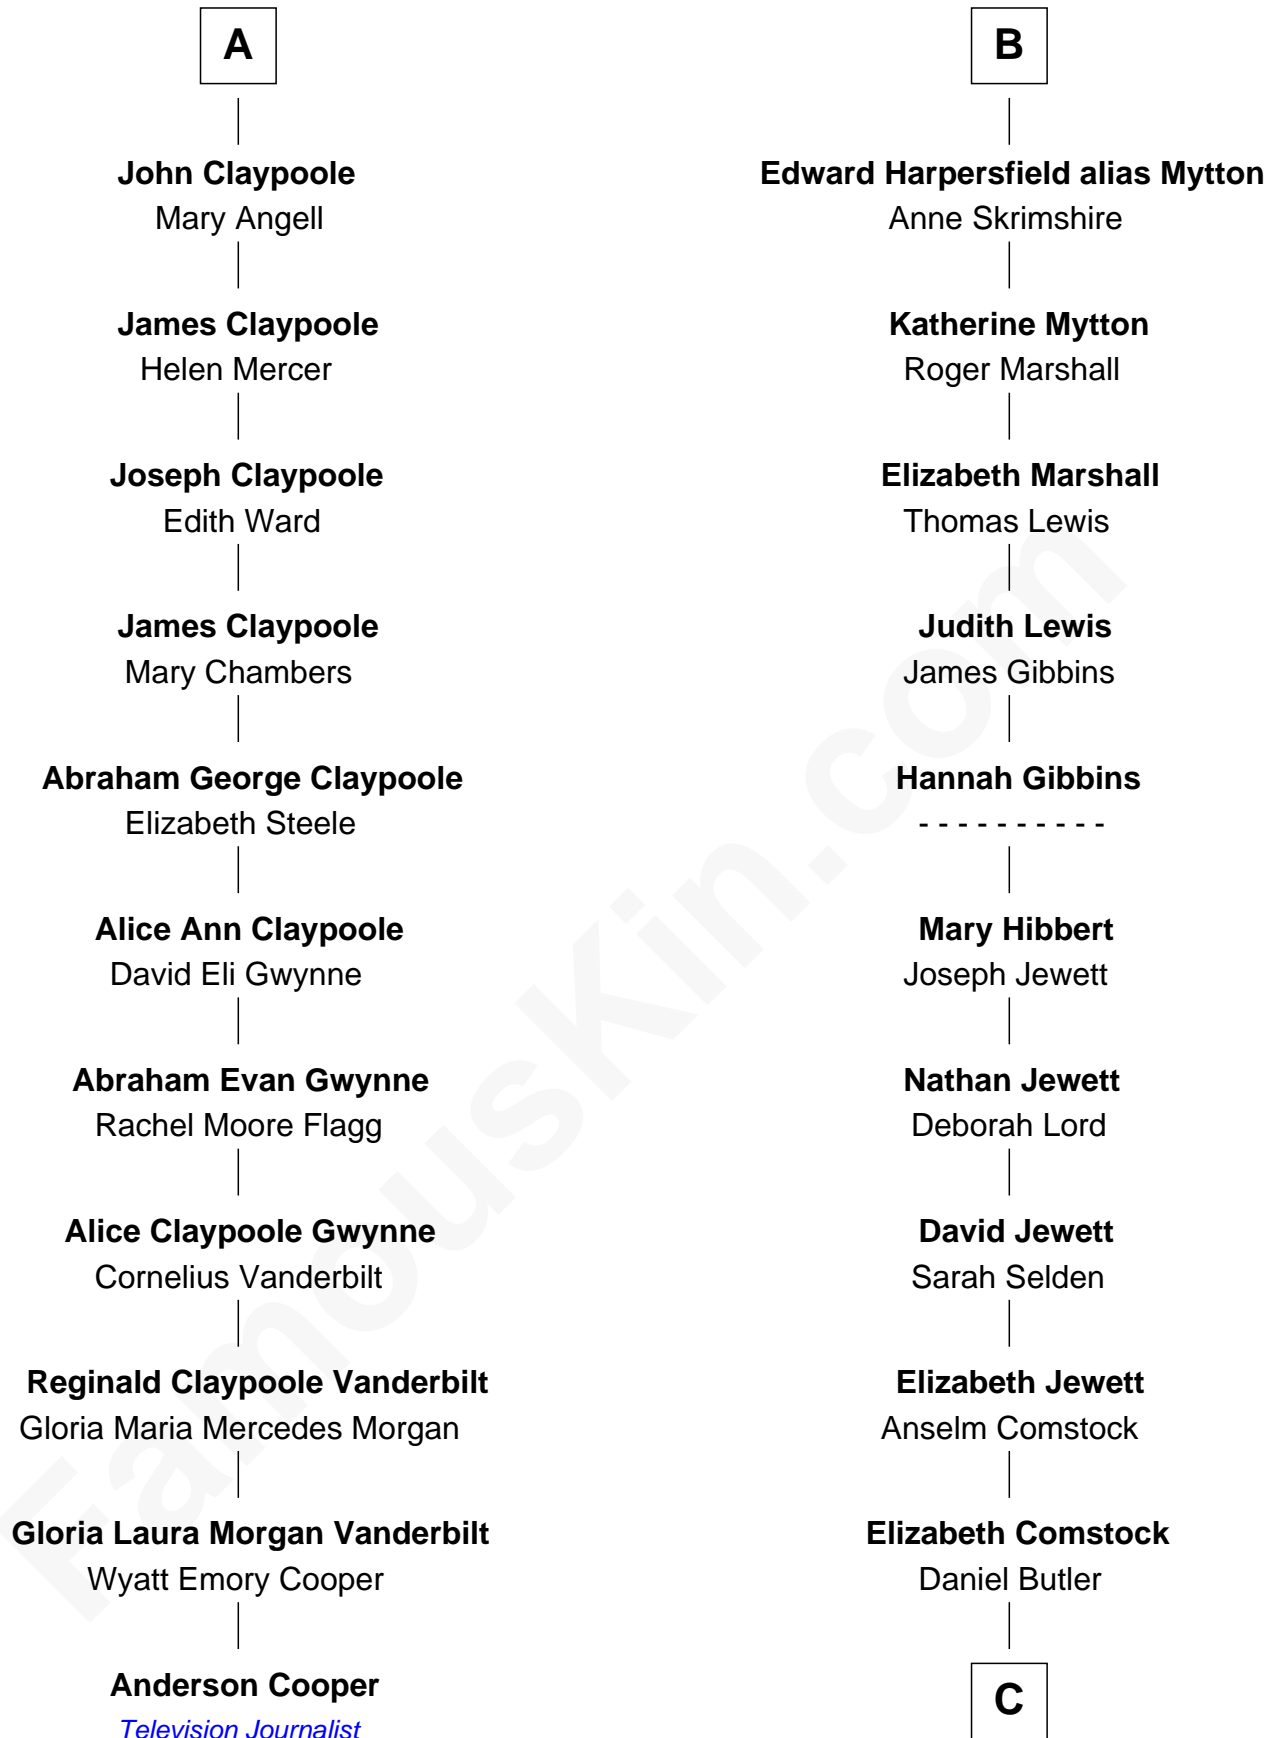 A
John Claypoole
Mary Angell
James Claypoole
Helen Mercer
Joseph Claypoole
Edith Ward
James Claypoole
Mary Chambers
Abraham George Claypoole
Elizabeth Steele
Alice Ann Claypoole
David Eli Gwynne
Abraham Evan Gwynne
Rachel Moore Flagg
Alice Claypoole Gwynne
Cornelius Vanderbilt
Reginald Claypoole Vanderbilt
Gloria Maria Mercedes Morgan
Gloria Laura Morgan Vanderbilt
Wyatt Emory Cooper
Anderson Cooper
Television Journalist
B
Edward Harpersfield alias Mytton
Anne Skrimshire
Katherine Mytton
Roger Marshall
Elizabeth Marshall
Thomas Lewis
Judith Lewis
James Gibbins
Hannah Gibbins
- - - - - - - - - -
Mary Hibbert
Joseph Jewett
Nathan Jewett
Deborah Lord
David Jewett
Sarah Selden
Elizabeth Jewett
Anselm Comstock
Elizabeth Comstock
Daniel Butler
C
FamousKin.com